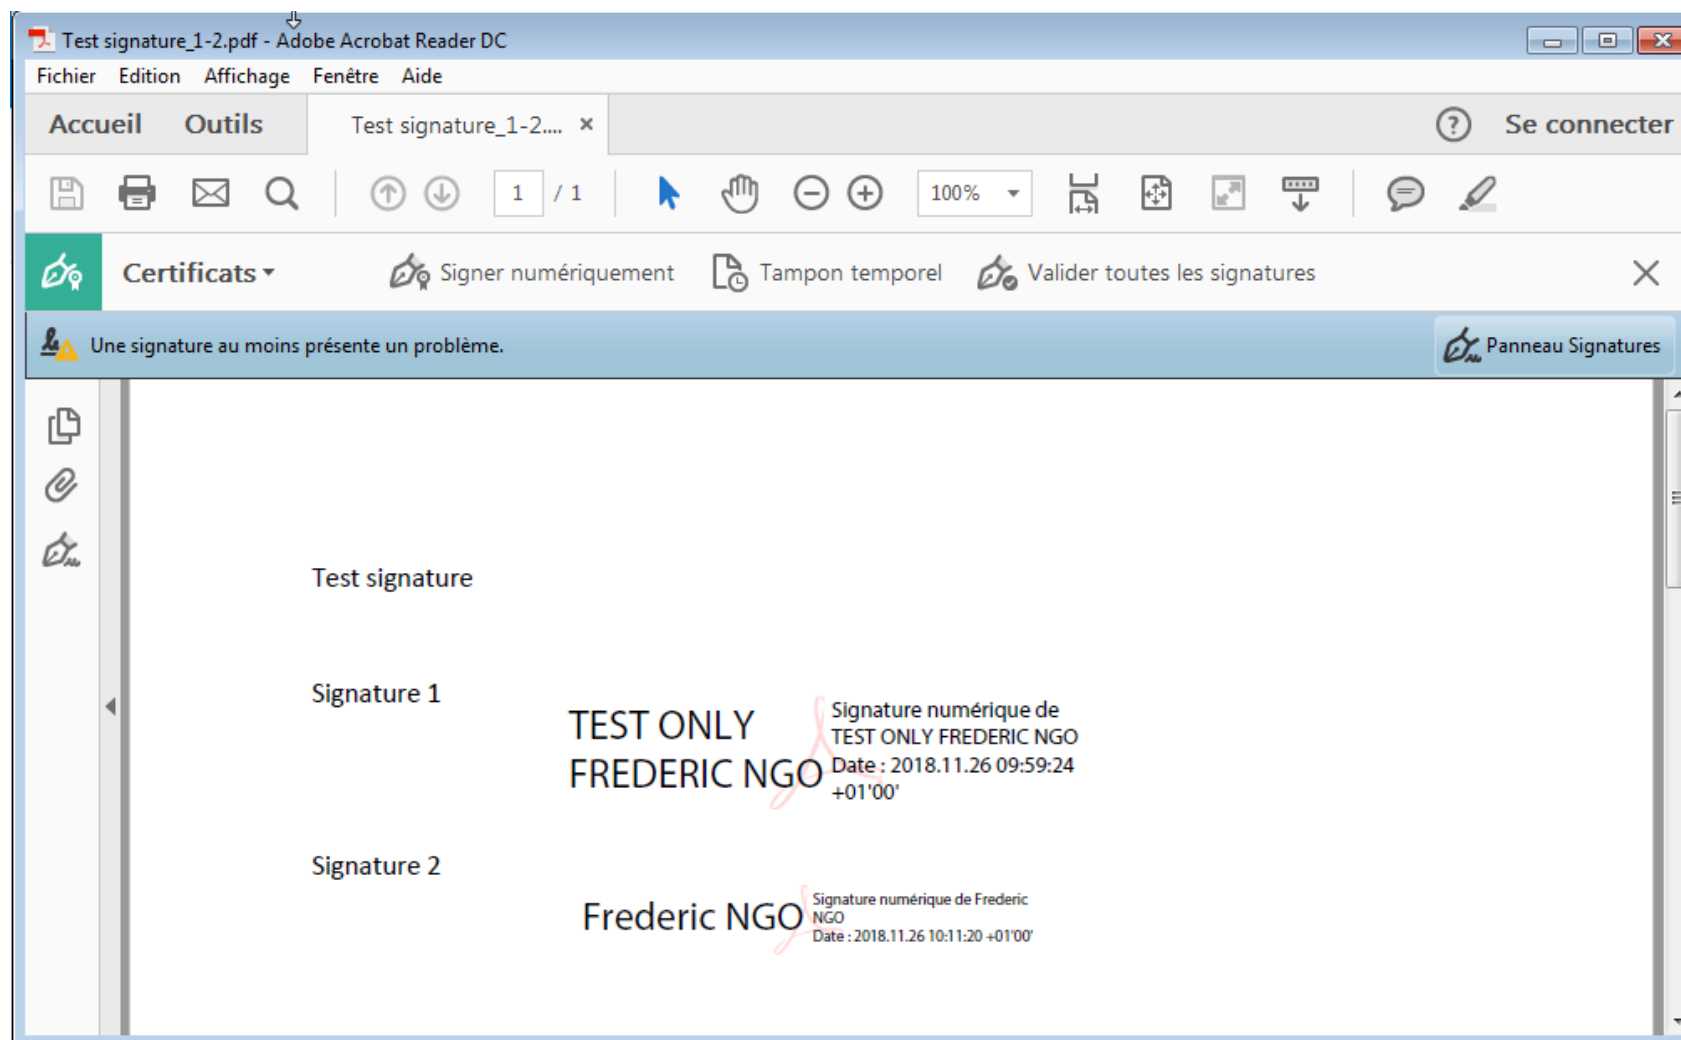 Test signature_1-2.pdf - Adobe Acrobat Reader DC
Fichier Edition Affichage Fenêtre Aide
Accueil Outils Test signature_1-2.... × ? Se connecter
1 / 1 100%
Certificats Signer numériquement Tampon temporel Valider toutes les signatures
Une signature au moins présente un problème. Panneau Signatures
Test signature
Signature 1
TEST ONLY
FREDERIC NGO
Signature numérique de
TEST ONLY FREDERIC NGO
Date : 2018.11.26 09:59:24
+01'00'
Signature 2
Frederic NGO
Signature numérique de Frederic
NGO
Date : 2018.11.26 10:11:20 +01'00'